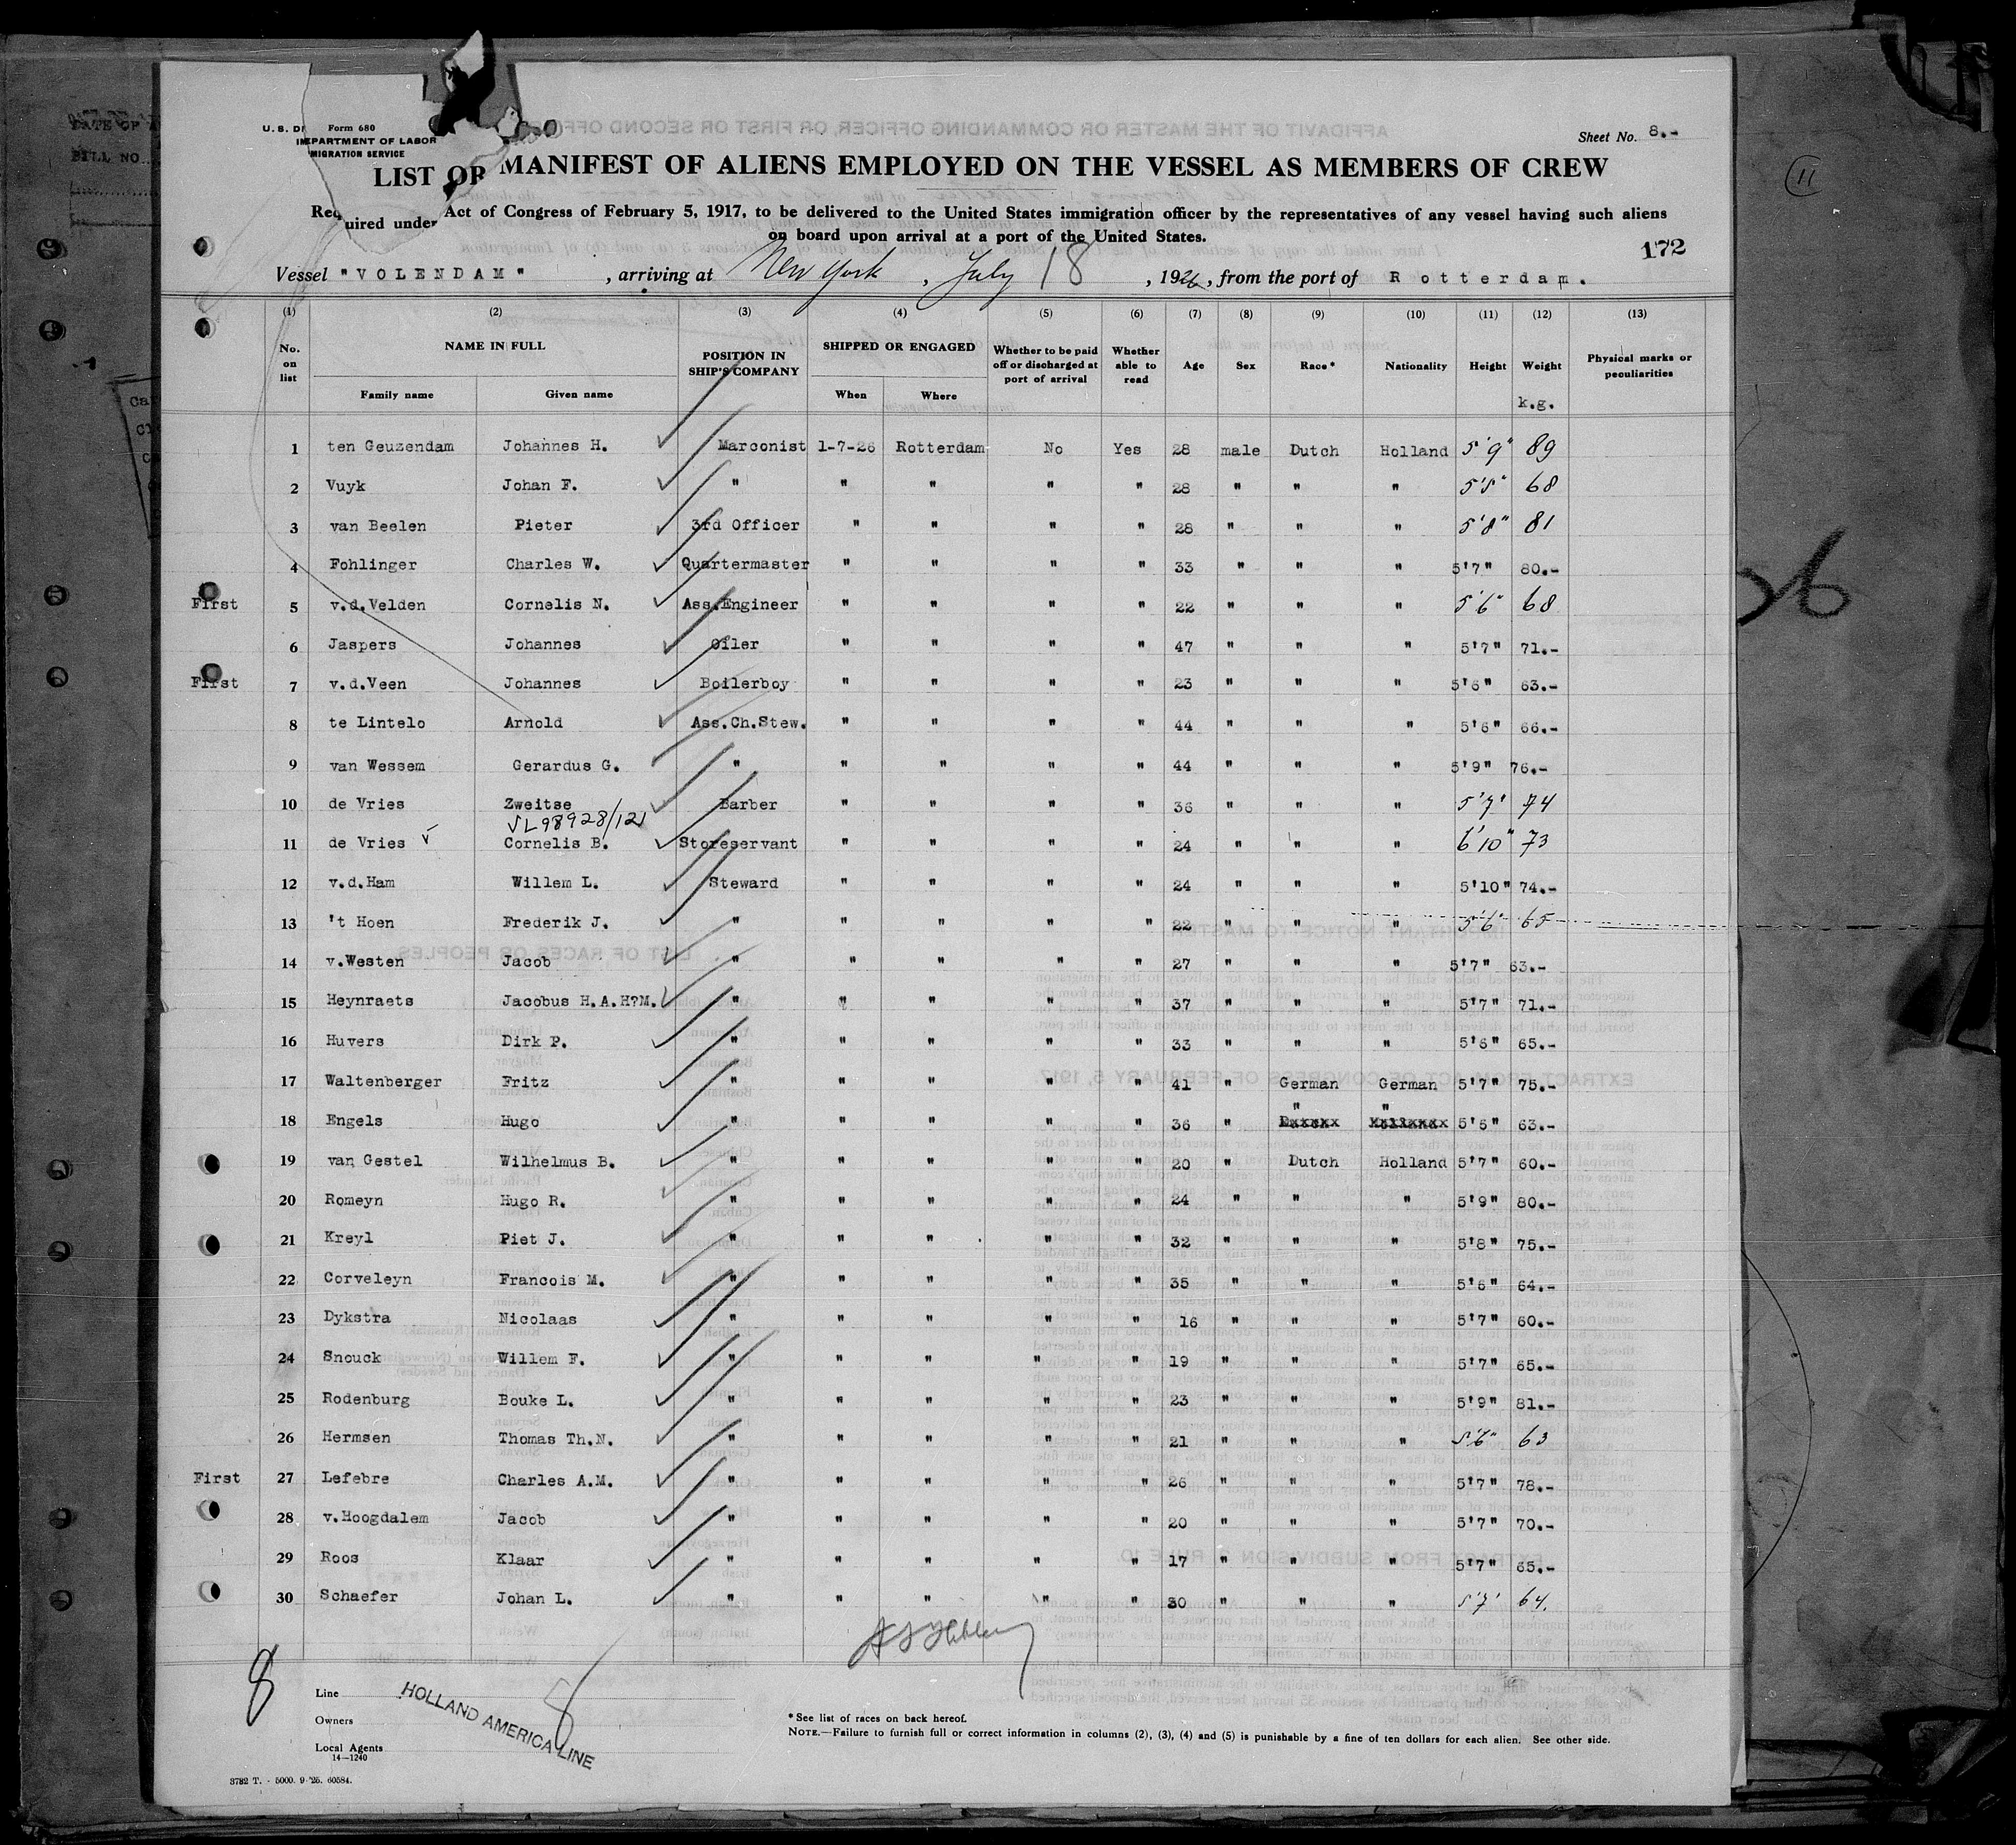 U. S. DEPARTMENT OF LABOR
Form 680
IMMIGRATION SERVICE
Sheet No. 8.-
11
LIST OR MANIFEST OF ALIENS EMPLOYED ON THE VESSEL AS MEMBERS OF CREW
Required under Act of Congress of February 5, 1917, to be delivered to the United States immigration officer by the representatives of any vessel having such aliens
on board upon arrival at a port of the United States.
172
Vessel "VOLENDAM" , arriving at New York , July 18 , 1926 , from the port of Rotterdam.
(1) (2) (3) (4) (5) (6) (7) (8) (9) (10) (11) (12) (13)
No. on list NAME IN FULL POSITION IN SHIP'S COMPANY SHIPPED OR ENGAGED Whether to be paid off or discharged at port of arrival Whether able to read Age Sex Race* Nationality Height Weight Physical marks or peculiarities
Family name Given name When Where k.g.
1 ten Geuzendam Johannes H. Marconist 1-7-26 Rotterdam No Yes 28 male Dutch Holland 5'9" 89
2 Vuyk Johan F. " " " " " 28 " " " 5'5" 68
3 van Beelen Pieter 3rd Officer " " " " 28 " " " 5'8" 81
4 Fohlinger Charles W. Quartermaster " " " " 33 " " " 5'7" 80.-
First 5 v.d.Velden Cornelis N. Ass.Engineer " " " " 22 " " " 5'6" 68
6 Jaspers Johannes Oiler " " " " 47 " " " 5'7" 71.-
First 7 v.d.Veen Johannes Boilerboy " " " " 23 " " " 5'6" 63.-
8 te Lintelo Arnold Ass.Ch.Stew. " " " " 44 " " " 5'6" 66.-
9 van Wessem Gerardus G. " " " " " 44 " " " 5'9" 76.-
10 de Vries Zweitse Barber " " " " 36 " " " 5'7" 74
VL98928/121
11 de Vries Cornelis B. Storeservant " " " " 24 " " " 6'10" 73
12 v.d.Ham Willem L. Steward " " " " 24 " " " 5'10" 74.-
13 't Hoen Frederik J. " " " " " 22 " " " 5'6" 65
14 v.Westen Jacob " " " " " 27 " " " 5'7" 63.-
15 Heynraets Jacobus H.A.H?M. " " " " " 37 " " " 5'7" 71.-
16 Huvers Dirk P. " " " " " 33 " " " 5'6" 65.-
17 Waltenberger Fritz " " " " " 41 " German German 5'7" 75.-
18 Engels Hugo " " " " " 36 " " " 5'5" 63.-
19 van Gestel Wilhelmus B. " " " " " 20 " Dutch Holland 5'7" 60.-
20 Romeyn Hugo R. " " " " " 24 " " " 5'9" 80.-
21 Kreyl Piet J. " " " " " 32 " " " 5'8" 75.-
22 Corveleyn Francois M. " " " " " 35 " " " 5'6" 64.-
23 Dykstra Nicolaas " " " " " 16 " " " 5'7" 60.-
24 Snouck Willem F. " " " " " 19 " " " 5'7" 65.-
25 Rodenburg Bouke L. " " " " " 23 " " " 5'9" 81.-
26 Hermsen Thomas Th.N. " " " " " 21 " " " 5'6" 63
First 27 Lefebre Charles A.M. " " " " " 26 " " " 5'7" 78.-
28 v.Hoogdalem Jacob " " " " " 20 " " " 5'7" 70.-
29 Roos Klaar " " " " " 17 " " " 5'7" 65.-
30 Schaefer Johan L. " " " " " 30 " " " 5'7' 64.
8
Line
Owners
Local Agents
HOLLAND AMERICA LINE
8
14—1240
*See list of races on back hereof.
NOTE.—Failure to furnish full or correct information in columns (2), (3), (4) and (5) is punishable by a fine of ten dollars for each alien. See other side.
3782 T. - 5000. 9-'25. 60584.